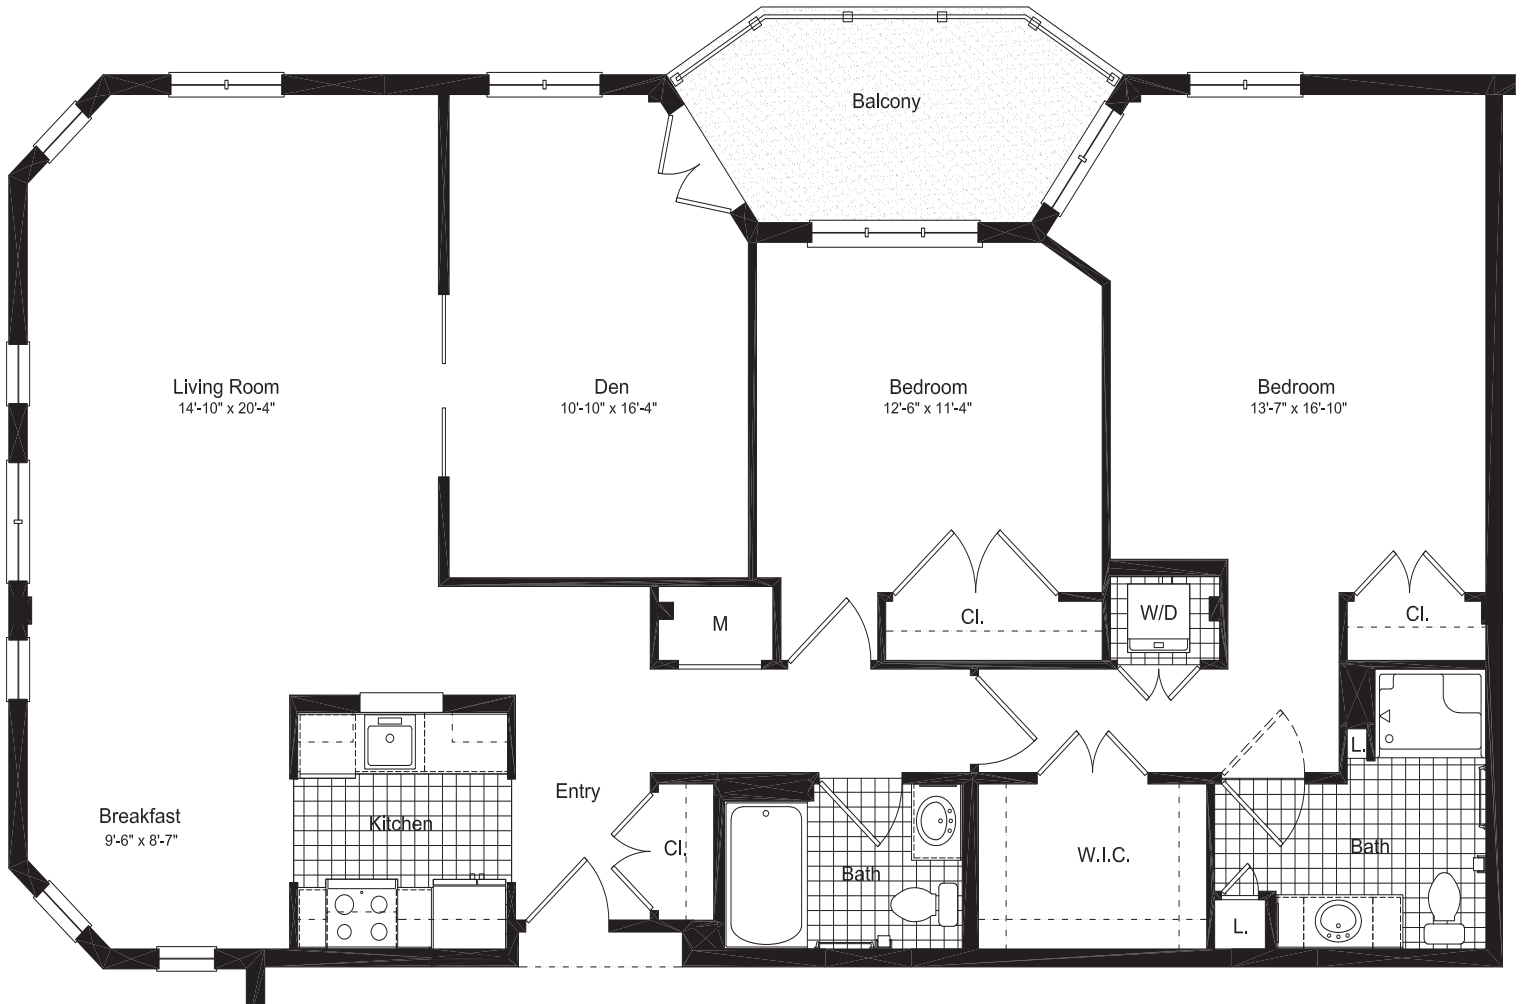 Balcony
Living Room
14'-10" x 20'-4"
Den
10'-10" x 16'-4"
Bedroom
12'-6" x 11'-4"
Bedroom
13'-7" x 16'-10"
M
Cl.
W/D
Cl.
L.
Entry
Breakfast
9'-6" x 8'-7"
Kitchen
Cl.
Bath
W.I.C.
Bath
L.